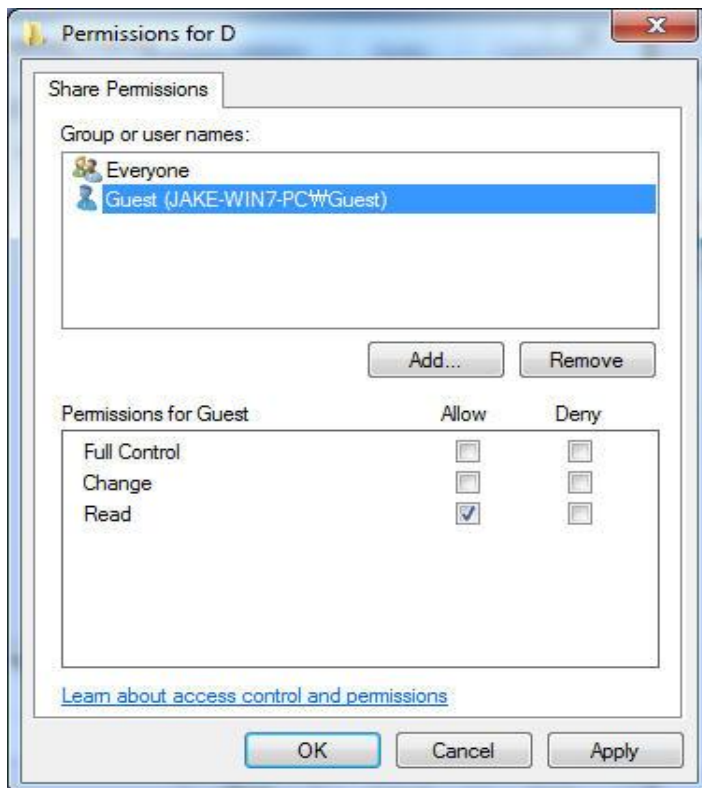 Permissions for D
Share Permissions
Group or user names:
Everyone
Guest (JAKE-WIN7-PC₩Guest)
Add... Remove
Permissions for Guest Allow Deny
Full Control
Change
Read
Learn about access control and permissions
OK Cancel Apply